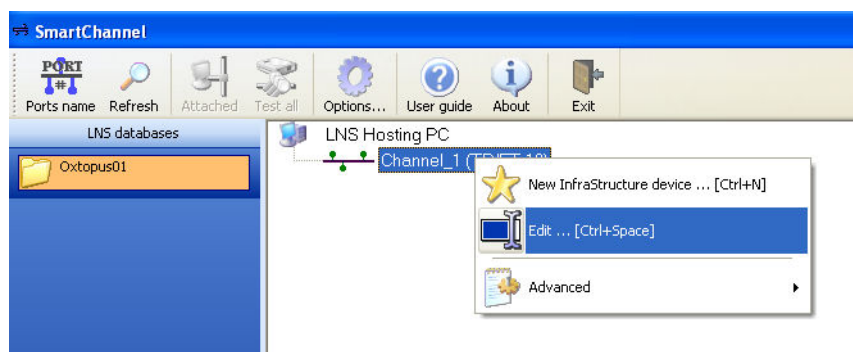 SmartChannel
PORT
#
Ports name Refresh Attached Test all Options... User guide About Exit
LNS databases
LNS Hosting PC
Oxtopus01
Channel_1
New InfraStructure device ... [Ctrl+N]
Edit ... [Ctrl+Space]
Advanced